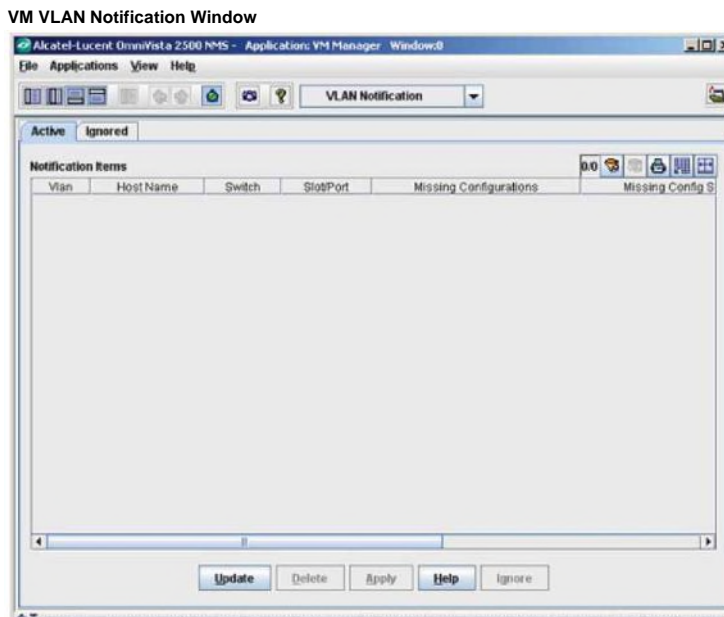 VM VLAN Notification Window
Alcatel-Lucent OmniVista 2500 NMS - Application: VM Manager Window:0
File Applications View Help
VLAN Notification
Active Ignored
Notification Items 0/0
Vlan Host Name Switch Slot/Port Missing Configurations Missing Config S
Update Delete Apply Help Ignore